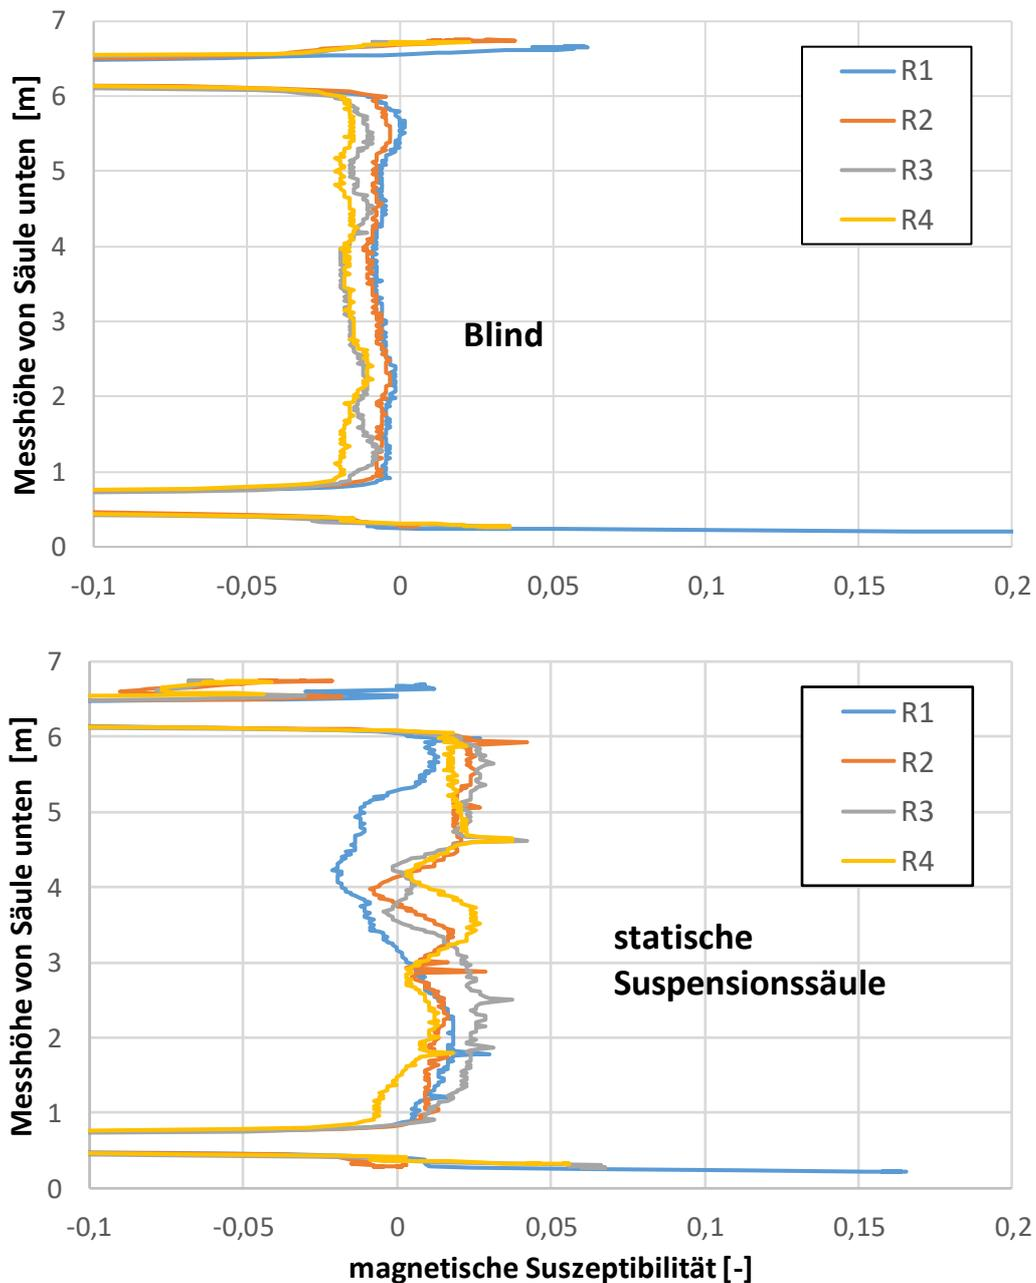 7
6
5
4
3
2
1
0
Messhöhe von Säule unten [m]
R1
R2
R3
R4
Blind
-0,1
-0,05
0
0,05
0,1
0,15
0,2
7
6
5
4
3
2
1
0
Messhöhe von Säule unten [m]
R1
R2
R3
R4
statische
Suspensionssäule
-0,1
-0,05
0
0,05
0,1
0,15
0,2
magnetische Suszeptibilität [-]